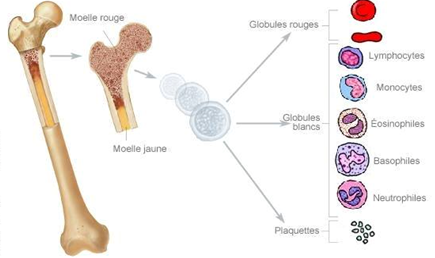 Moelle rouge
Globules rouges
Lymphocytes
Monocytes
Globules
blancs
Éosinophiles
Moelle jaune
Basophiles
Neutrophiles
Plaquettes